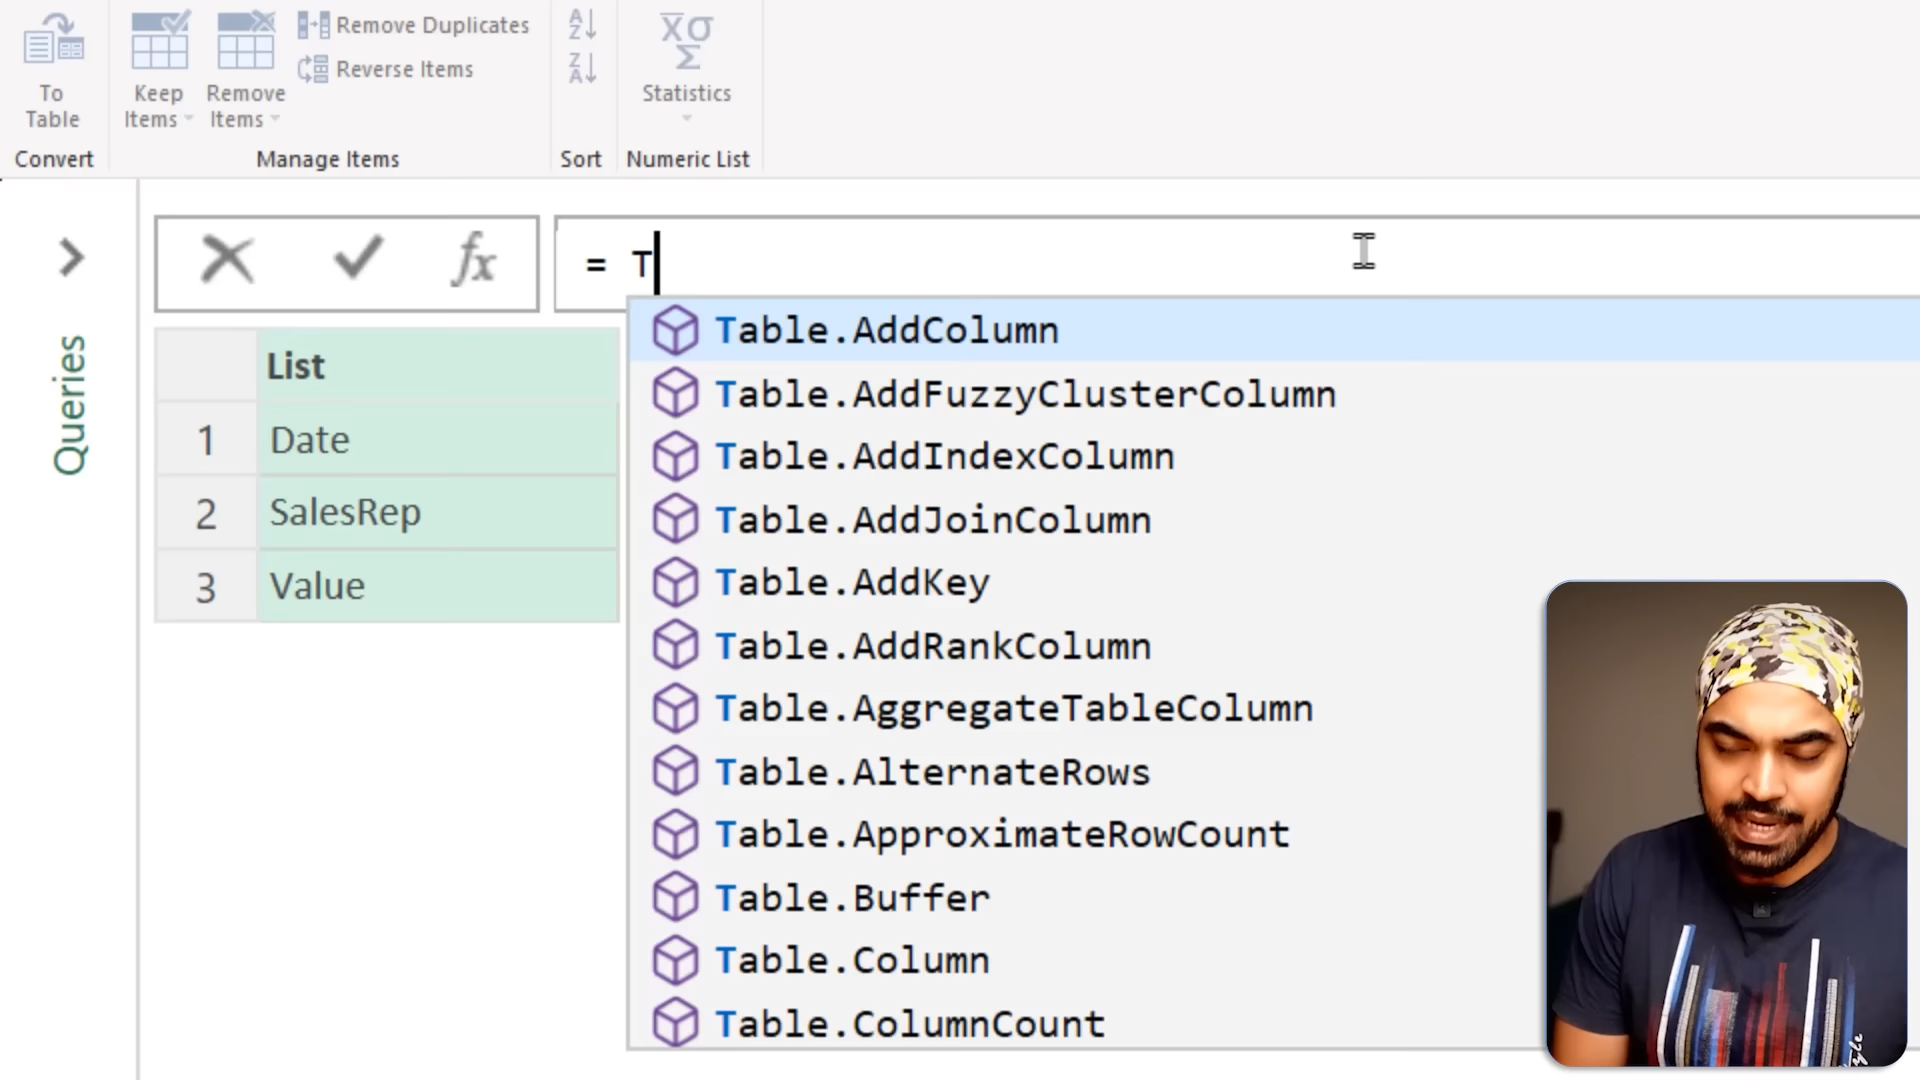 To Table
Keep Items
Remove Items
Remove Duplicates
Reverse Items
A Z
Z A
X̄σ Σ
Statistics
Convert
Manage Items
Sort
Numeric List
Queries
fx
= T
List
1 Date
2 SalesRep
3 Value
Table.AddColumn
Table.AddFuzzyClusterColumn
Table.AddIndexColumn
Table.AddJoinColumn
Table.AddKey
Table.AddRankColumn
Table.AggregateTableColumn
Table.AlternateRows
Table.ApproximateRowCount
Table.Buffer
Table.Column
Table.ColumnCount